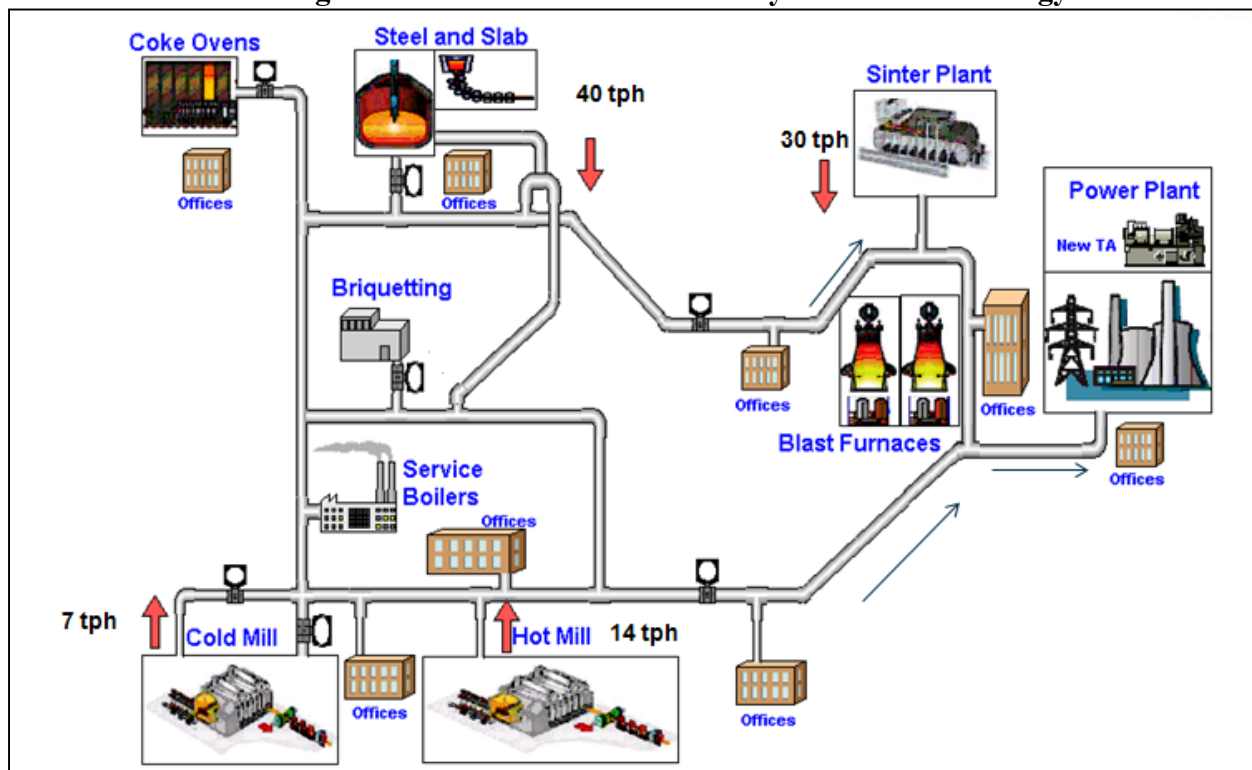 Coke Ovens
Steel and Slab
Sinter Plant
40 tph
30 tph
Power Plant
New TA
Offices
Offices
Briquetting
Offices
Offices
Blast Furnaces
Offices
Service
Boilers
Offices
7 tph
Cold Mill
Hot Mill
14 tph
Offices
Offices